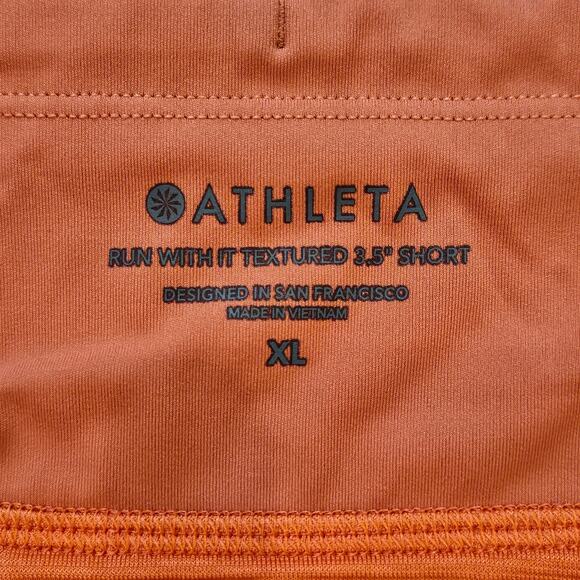 ATHLETA
RUN WITH IT TEXTURED 3.5" SHORT
DESIGNED IN SAN FRANCISCO
MADE IN VIETNAM
XL